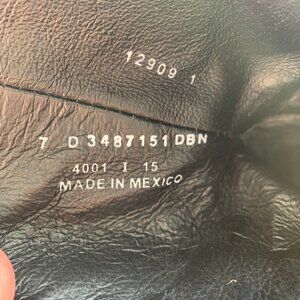 12909 1
7 D 3487151 DBN
4001 I 15
MADE IN MEXICO